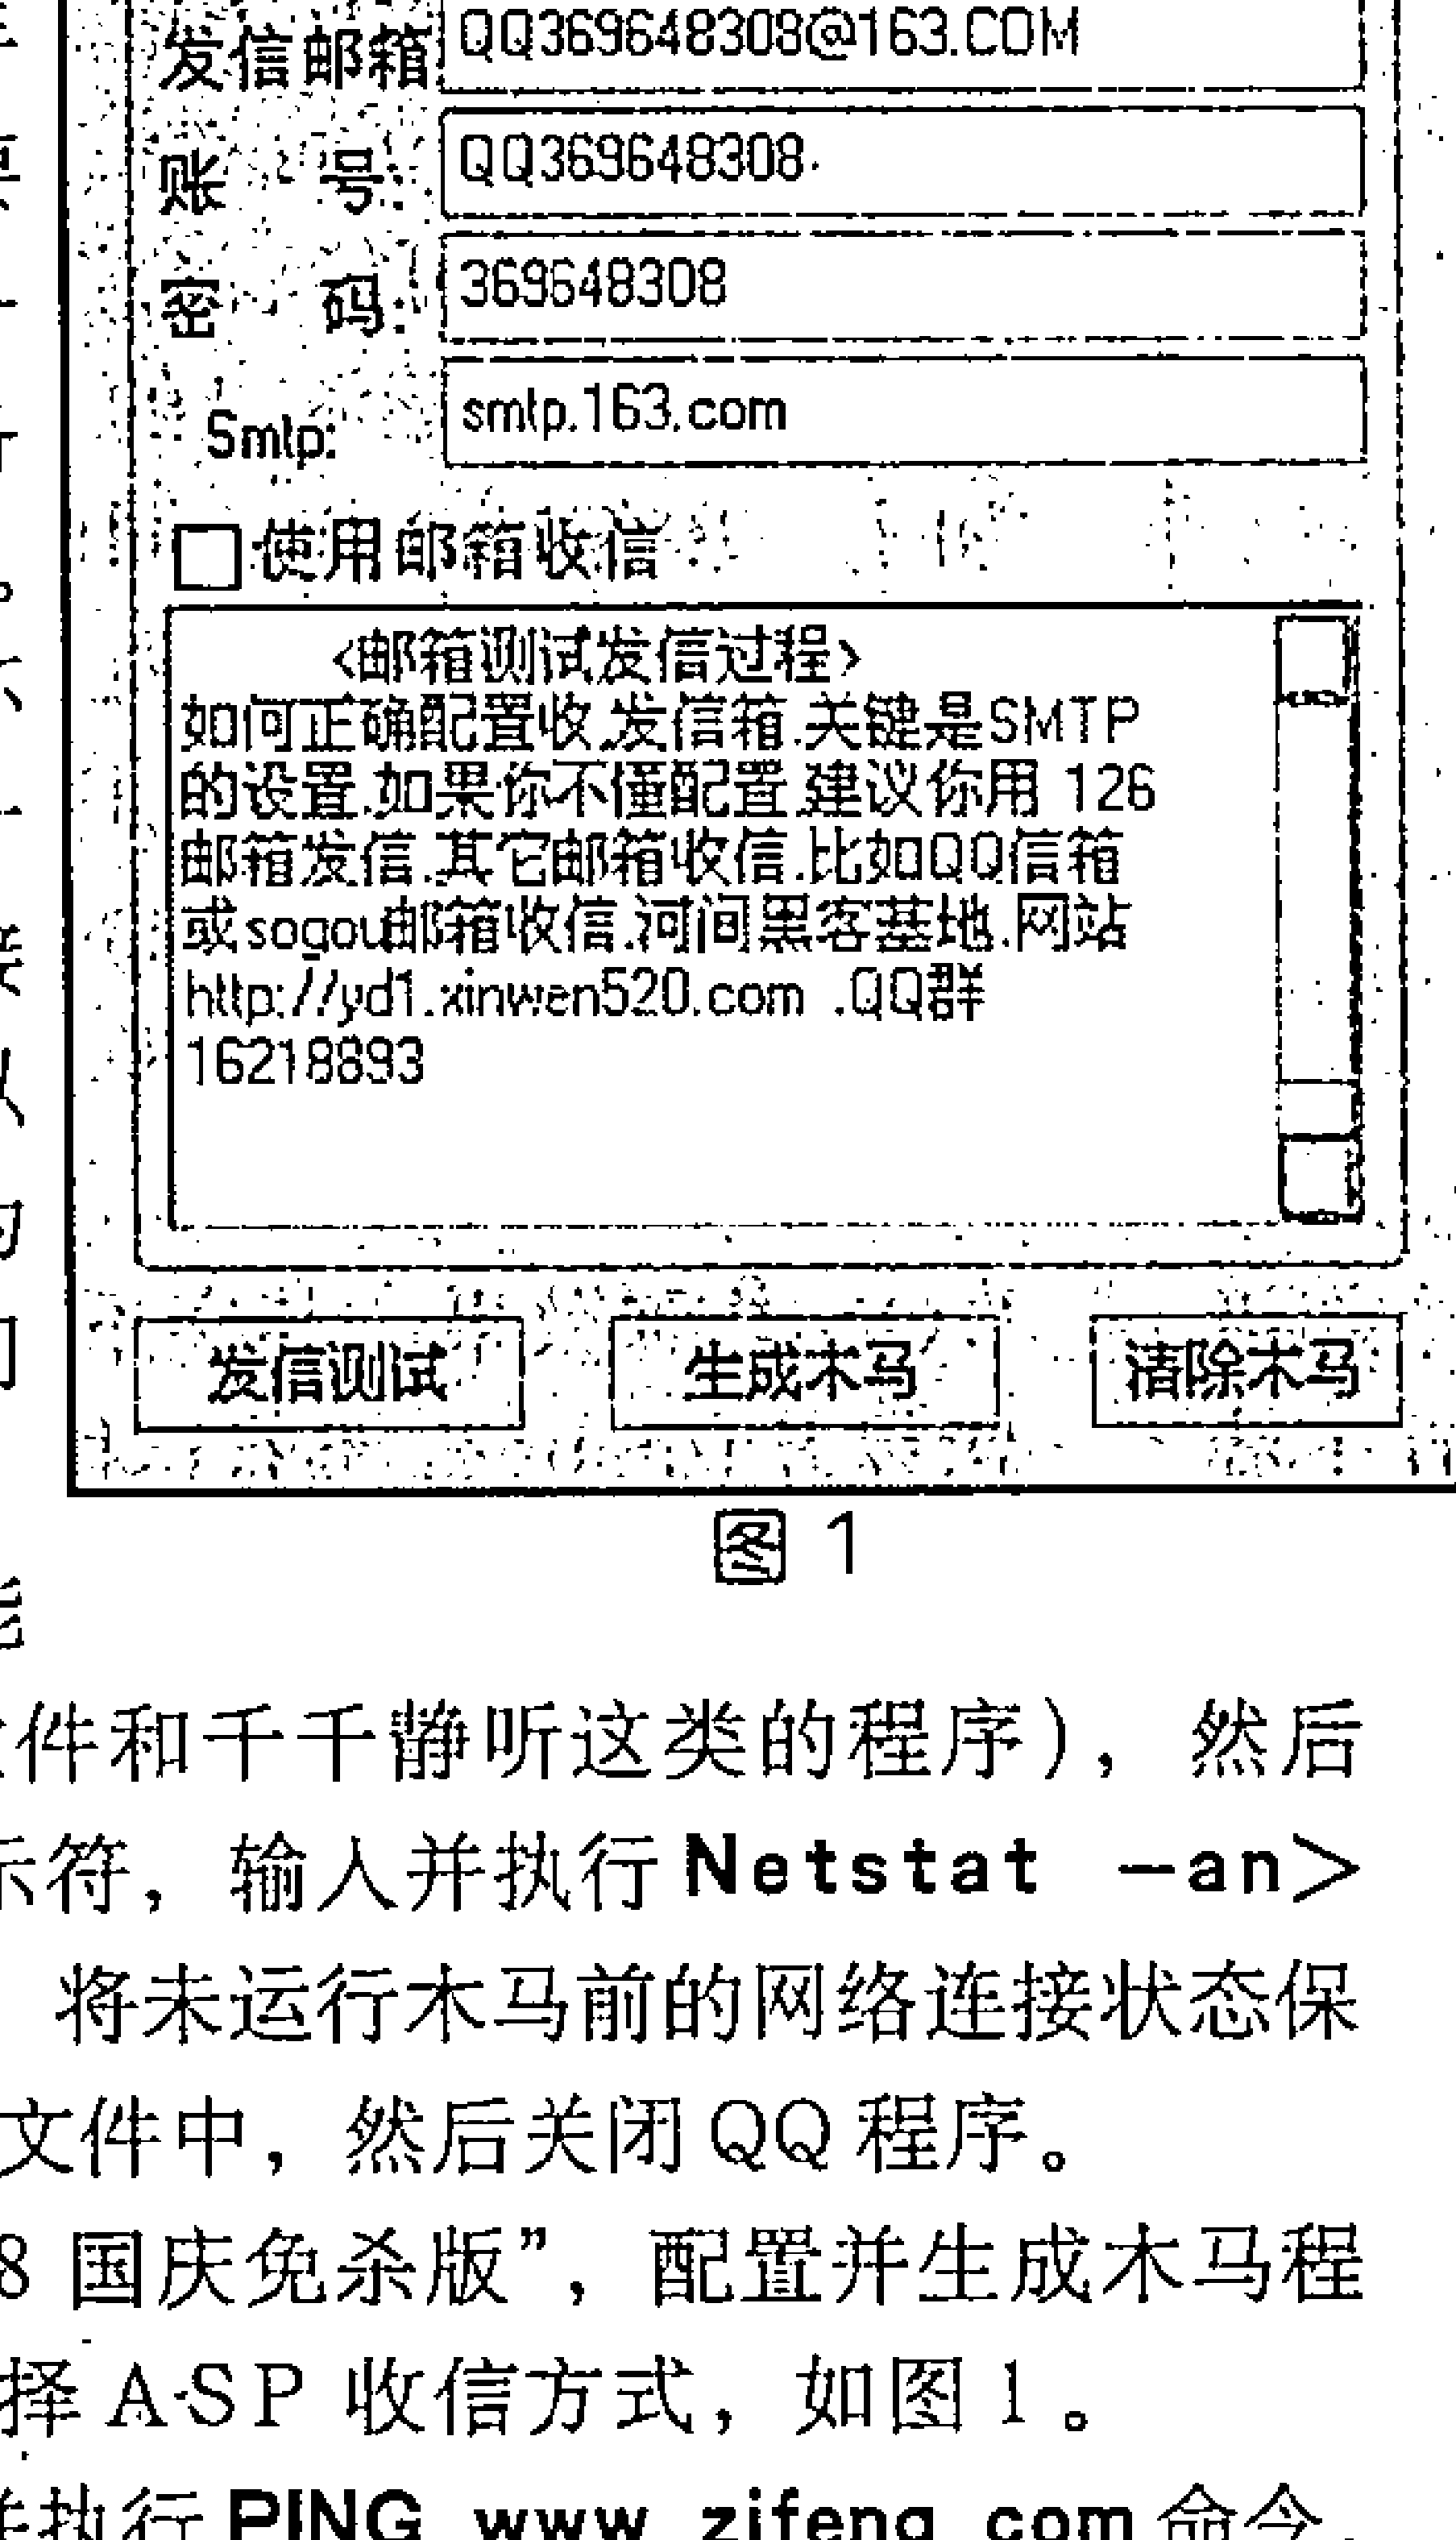 发信邮箱 QQ369648308@163.COM
账 号: QQ369648308
密 码: 369648308
Smtp: smtp.163.com
使用邮箱收信
<邮箱测试发信过程>
如何正确配置收,发信箱.关键是SMTP
的设置.如果你不懂配置.建议你用 126
邮箱发信.其它邮箱收信.比如QQ信箱
或sogou邮箱收信.河间黑客基地.网站
http://yd1.xinwen520.com .QQ群
16218893
发信测试 生成木马 清除木马
图 1
件和千千静听这类的程序），然后
符，输入并执行 Netstat -an>
将未运行木马前的网络连接状态保
文件中，然后关闭 QQ 程序。
8 国庆免杀版”，配置并生成木马程
择 ASP 收信方式，如图 1。
执行 PING www zifeng com 命令，